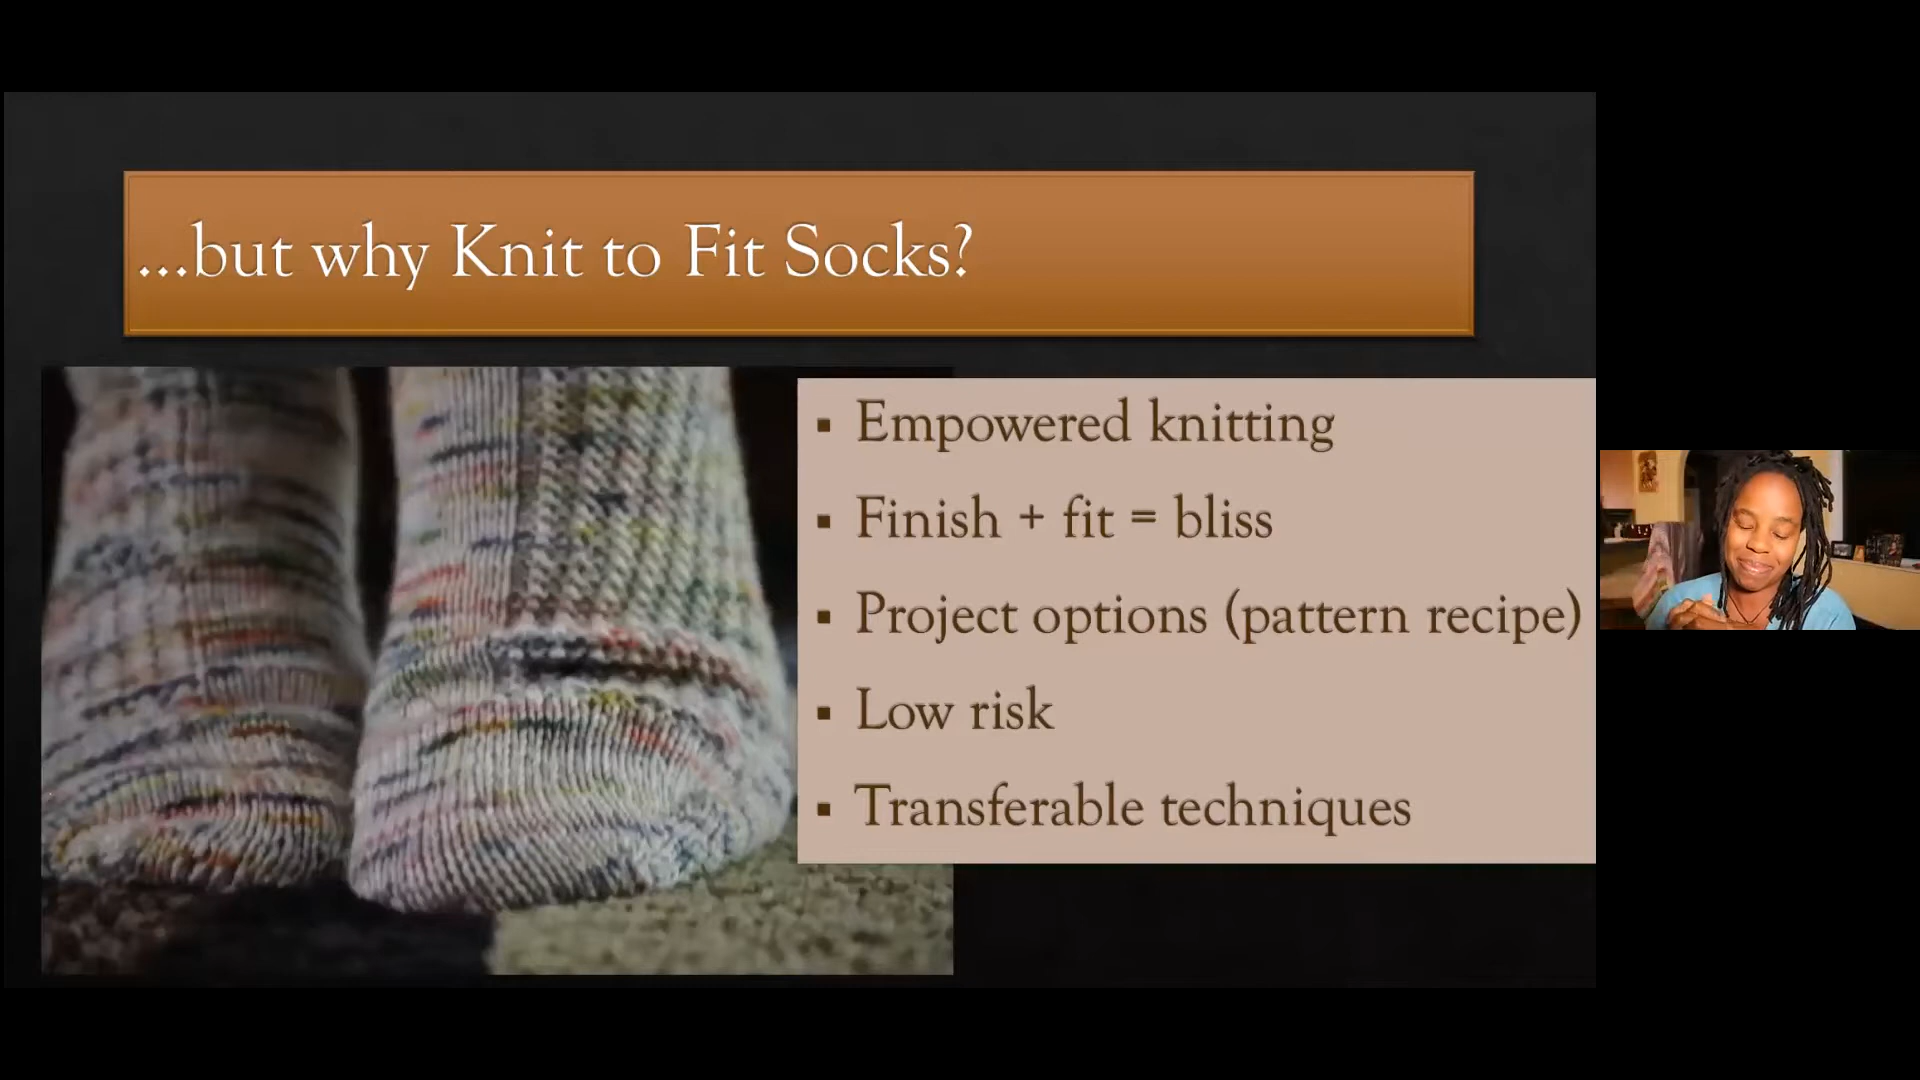 ...but why Knit to Fit Socks?
▪ Empowered knitting
▪ Finish + fit = bliss
▪ Project options (pattern recipe)
▪ Low risk
▪ Transferable techniques